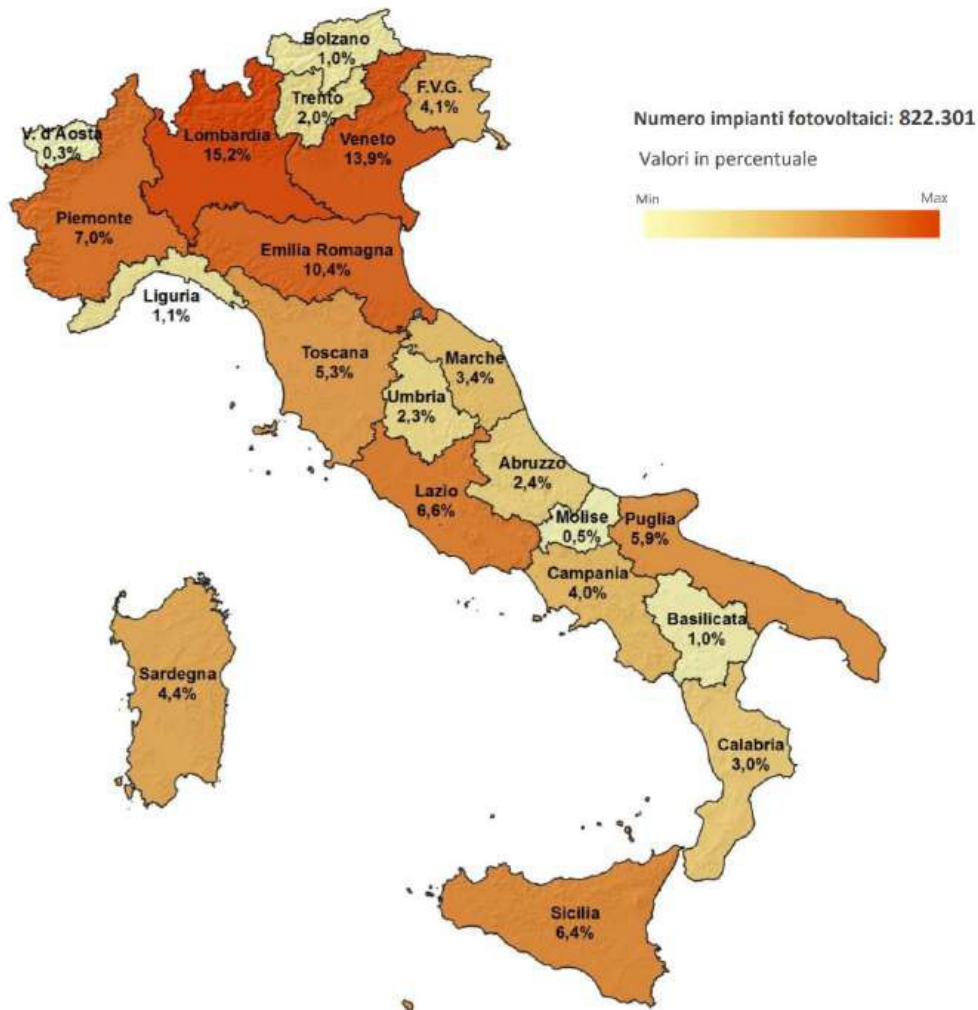 Bolzano
1,0%
Trento
2,0%
F.V.G.
4,1%
V. d'Aosta
0,3%
Lombardia
15,2%
Veneto
13,9%
Piemonte
7,0%
Emilia Romagna
10,4%
Liguria
1,1%
Toscana
5,3%
Marche
3,4%
Umbria
2,3%
Abruzzo
2,4%
Lazio
6,6%
Molise
0,5%
Puglia
5,9%
Campania
4,0%
Basilicata
1,0%
Sardegna
4,4%
Calabria
3,0%
Sicilia
6,4%
Numero impianti fotovoltaici: 822.301
Valori in percentuale
Min
Max